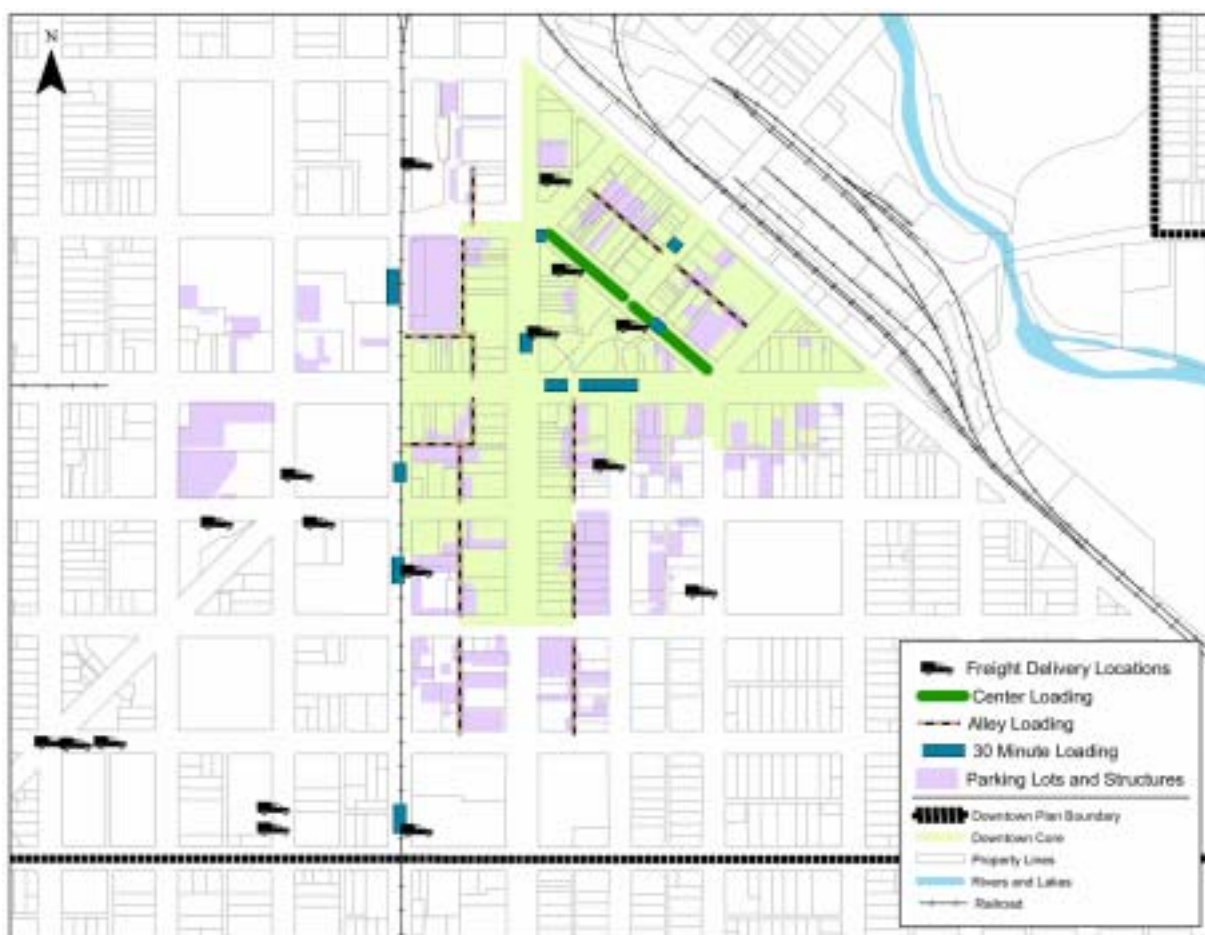 N
Freight Delivery Locations
Center Loading
Alley Loading
30 Minute Loading
Parking Lots and Structures
Downtown Plan Boundary
Downtown Core
Property Lines
Rivers and Lakes
Railroad